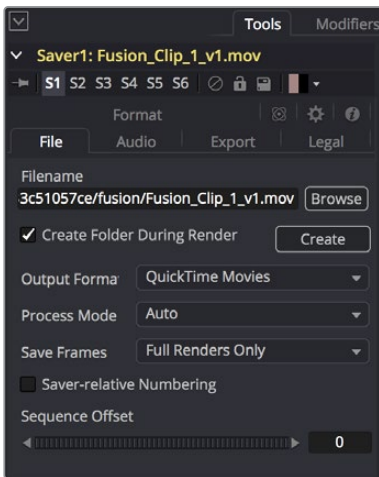 Tools Modifiers
Saver1: Fusion_Clip_1_v1.mov
S1 S2 S3 S4 S5 S6
Format
File Audio Export Legal
Filename
3c51057ce/fusion/Fusion_Clip_1_v1.mov Browse
Create Folder During Render Create
Output Forma QuickTime Movies
Process Mode Auto
Save Frames Full Renders Only
Saver-relative Numbering
Sequence Offset
0